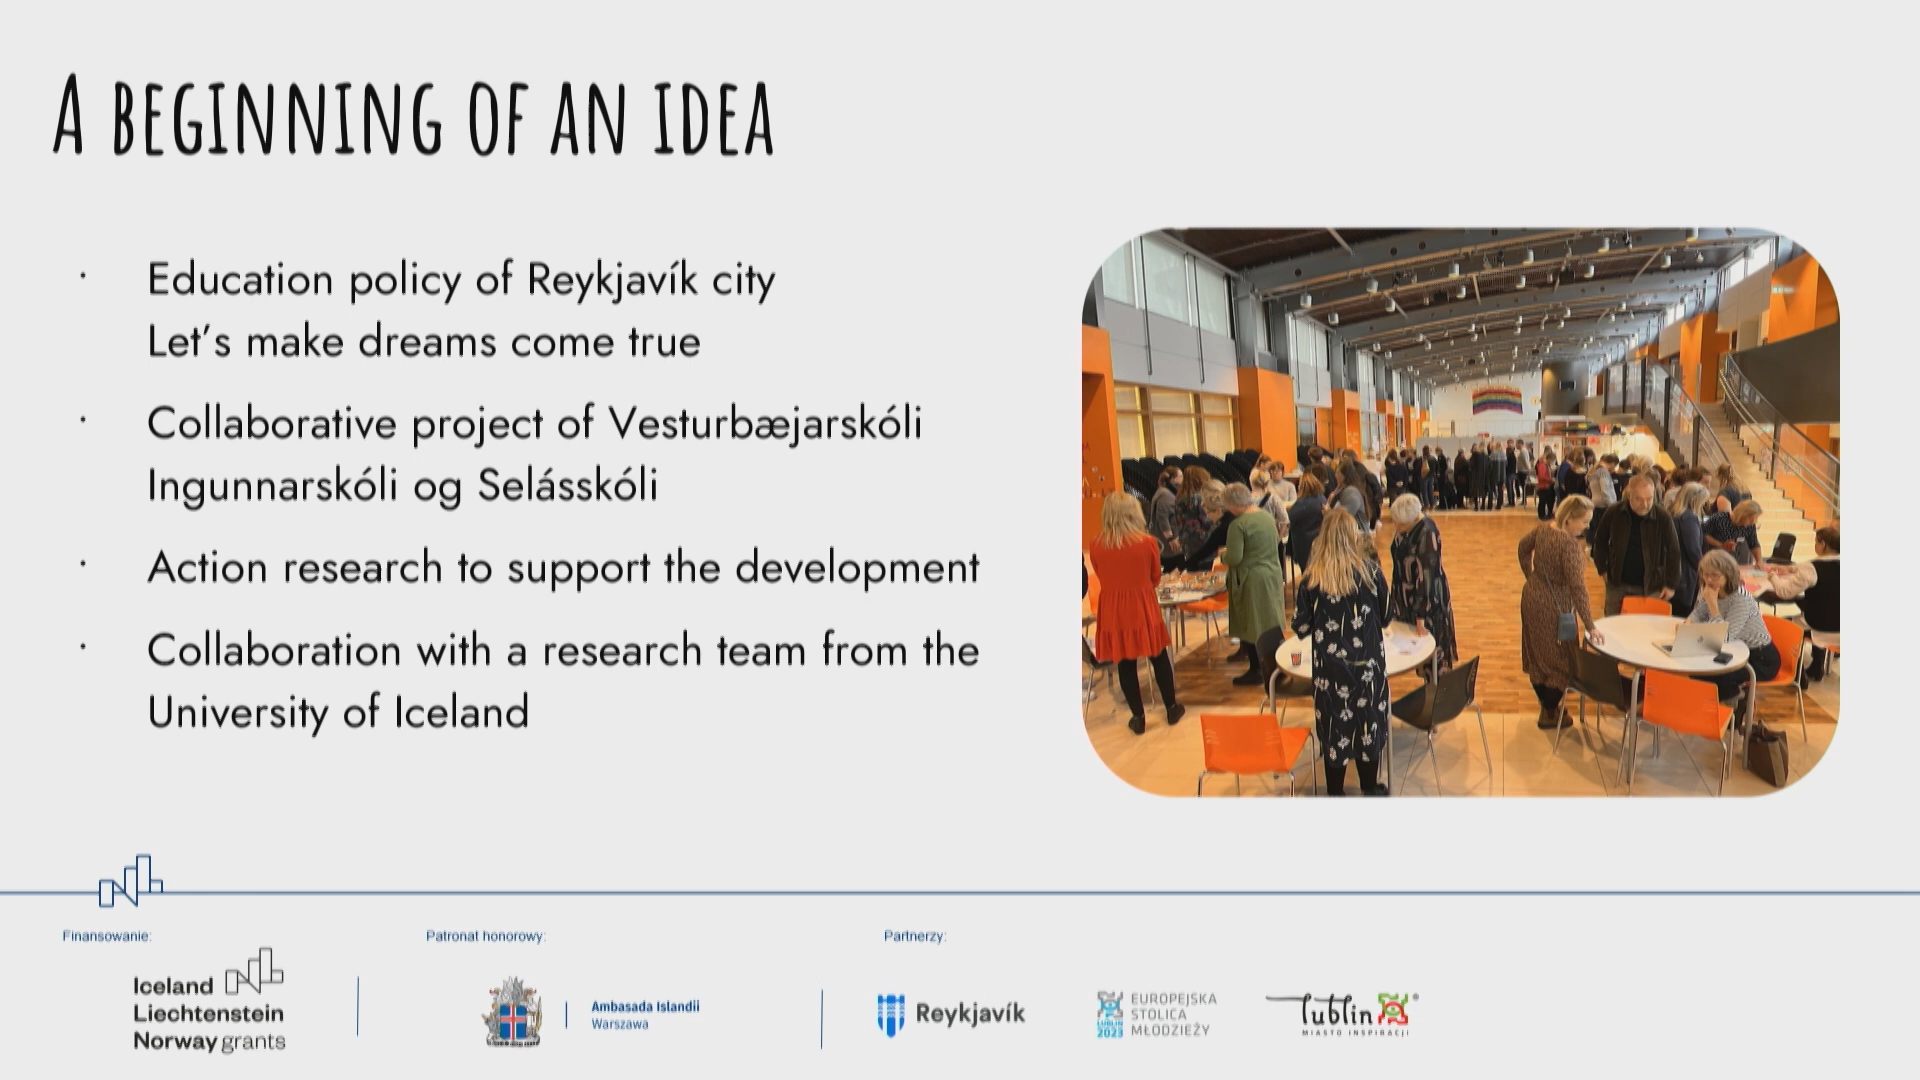 A BEGINNING OF AN IDEA
· Education policy of Reykjavík city
Let’s make dreams come true
· Collaborative project of Vesturbæjarskóli
Ingunnarskóli og Selásskóli
· Action research to support the development
· Collaboration with a research team from the
University of Iceland
Finansowanie:
Iceland
Liechtenstein
Norway grants
Patronat honorowy:
Ambasada Islandii
Warszawa
Partnerzy:
Reykjavík
LUBLIN
2023
EUROPEJSKA
STOLICA
MŁODZIEŻY
lublin®
MIASTO INSPIRACJI